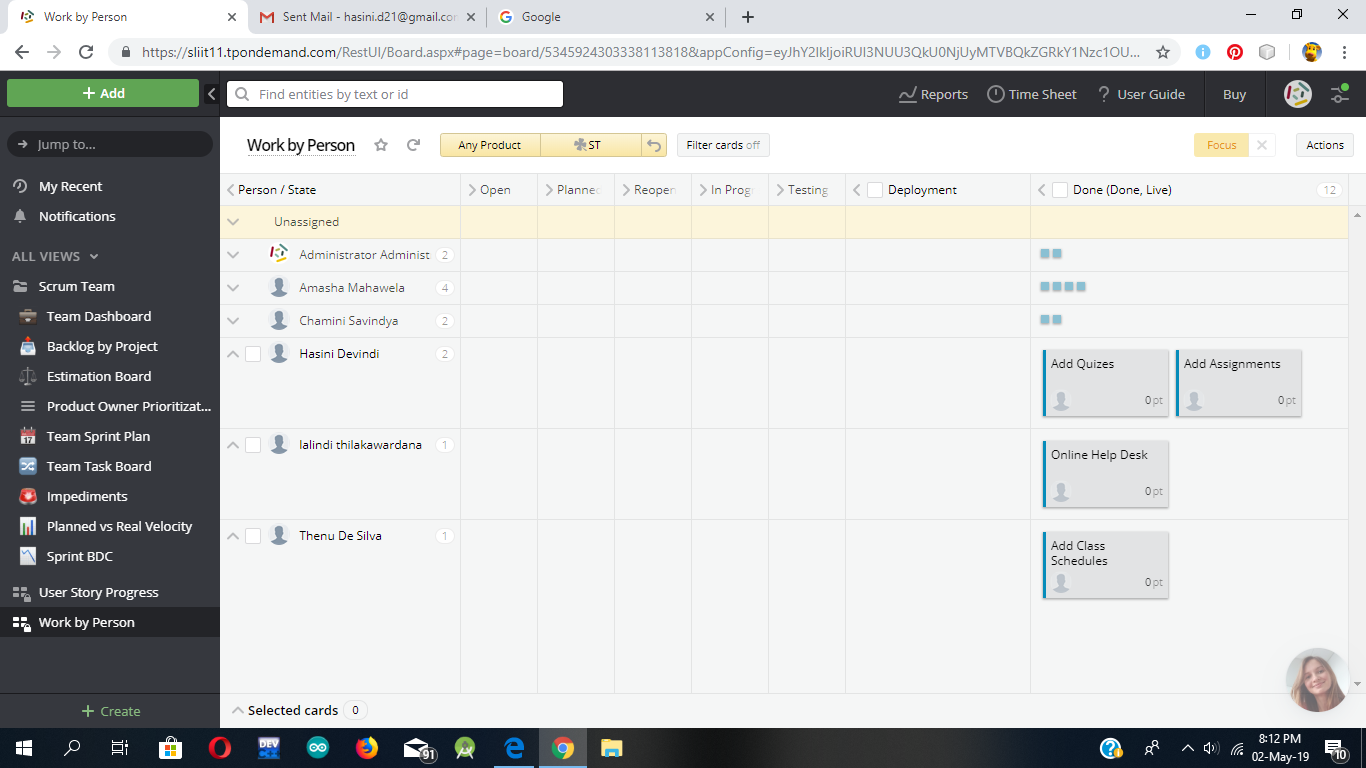 Work by Person
Sent Mail - hasini.d21@gmail.com
Google
https://sliit11.tpondemand.com/RestUI/Board.aspx#page=board/5345924303338113818&appConfig=eyJhY2lkIjoiRUI3NUU3QkU0NjUyMTVBQkZGRkY1Nzc1OU...
+ Add
Find entities by text or id
Reports
Time Sheet
? User Guide
Buy
Jump to...
Work by Person
Any Product
ST
Filter cards off
Focus
Actions
My Recent
Notifications
ALL VIEWS
Scrum Team
Team Dashboard
Backlog by Project
Estimation Board
Product Owner Prioritizat...
Team Sprint Plan
Team Task Board
Impediments
Planned vs Real Velocity
Sprint BDC
User Story Progress
Work by Person
+ Create
Person / State
Open
Planned
Reopen
In Prog
Testing
Deployment
Done (Done, Live)
12
Unassigned
Administrator Administ
2
Amasha Mahawela
4
Chamini Savindya
2
Hasini Devindi
2
Add Quizes
0 pt
Add Assignments
0 pt
lalindi thilakawardana
1
Online Help Desk
0 pt
Thenu De Silva
1
Add Class
Schedules
0 pt
Selected cards
0
DEV
91
8:12 PM
02-May-19
10